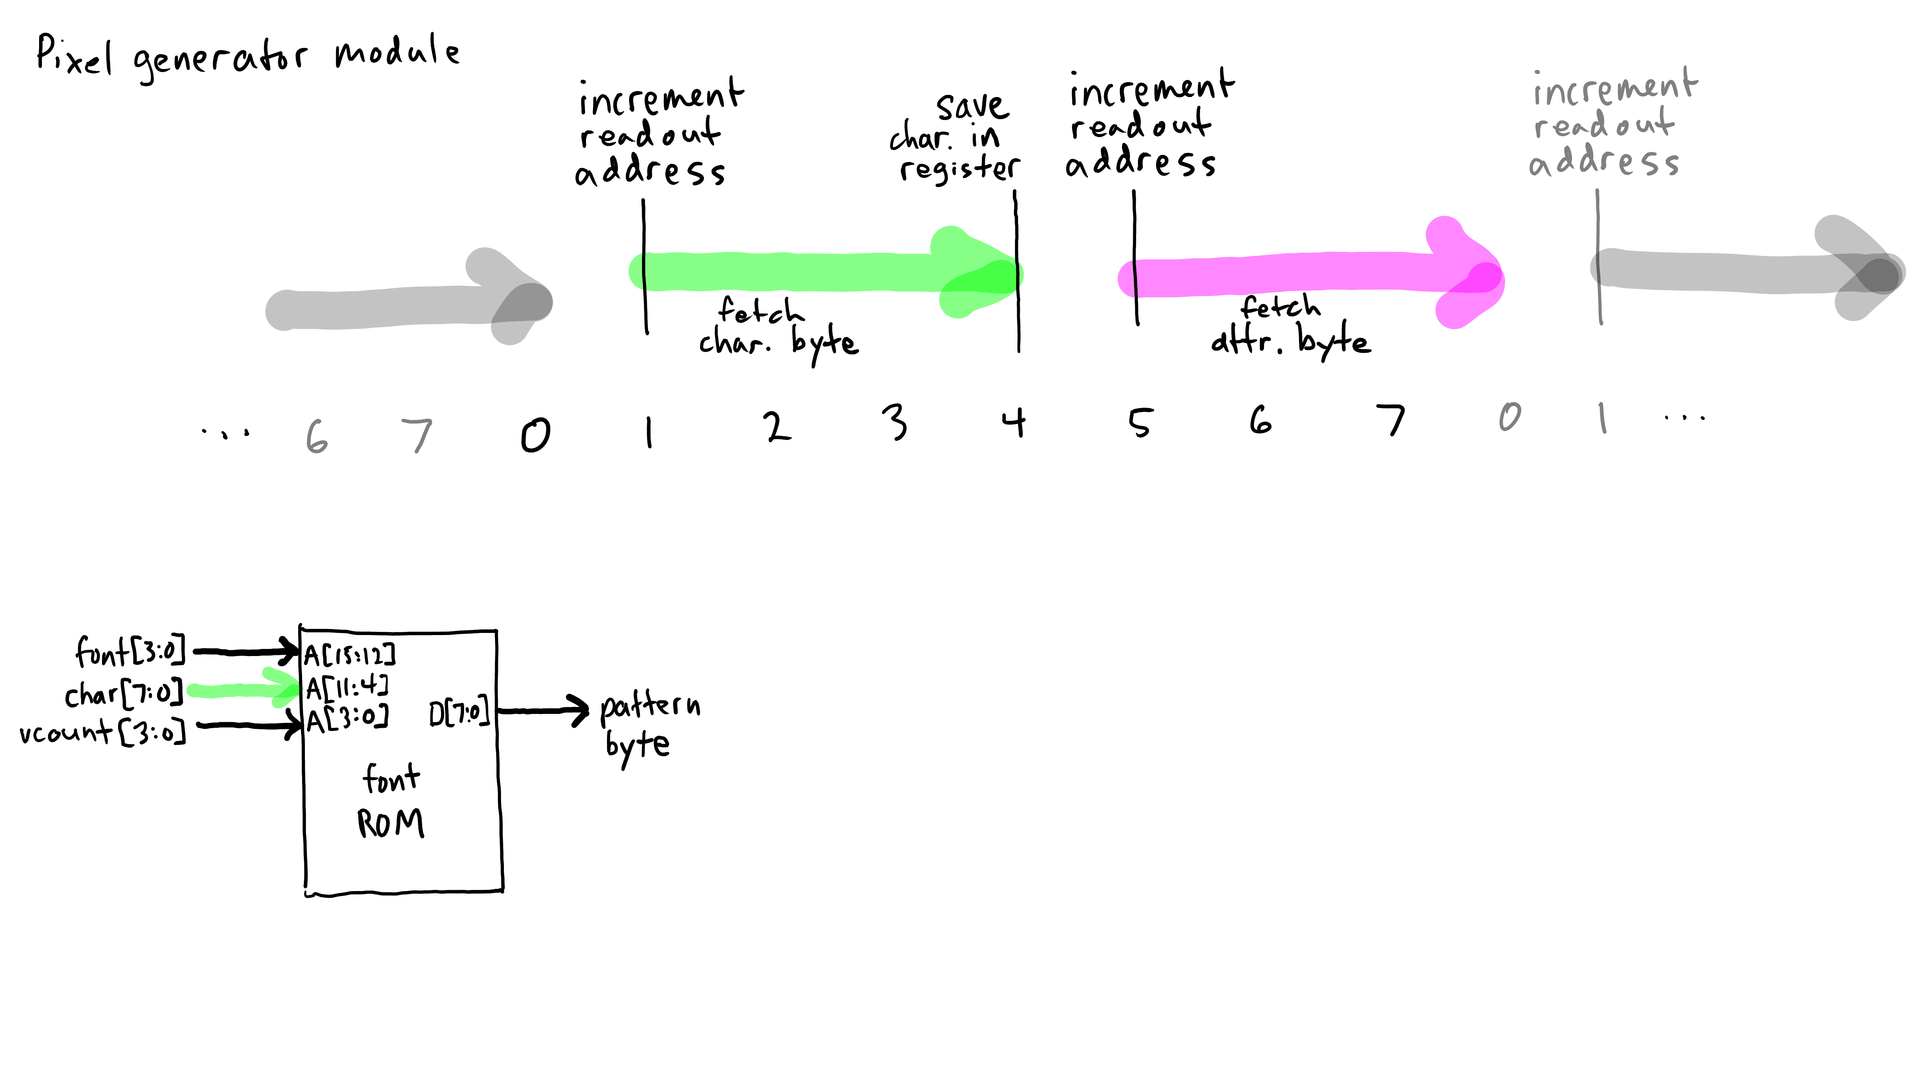 Pixel generator module
increment
readout
address
save
char. in
register
increment
readout
address
increment
readout
address
fetch
char. byte
fetch
attr. byte
... 6 7 0 1 2 3 4 5 6 7 0 1 ...
font[3:0]
char[7:0]
vcount[3:0]
A[15:12]
A[11:4]
A[3:0]
D[7:0]
font
ROM
pattern
byte